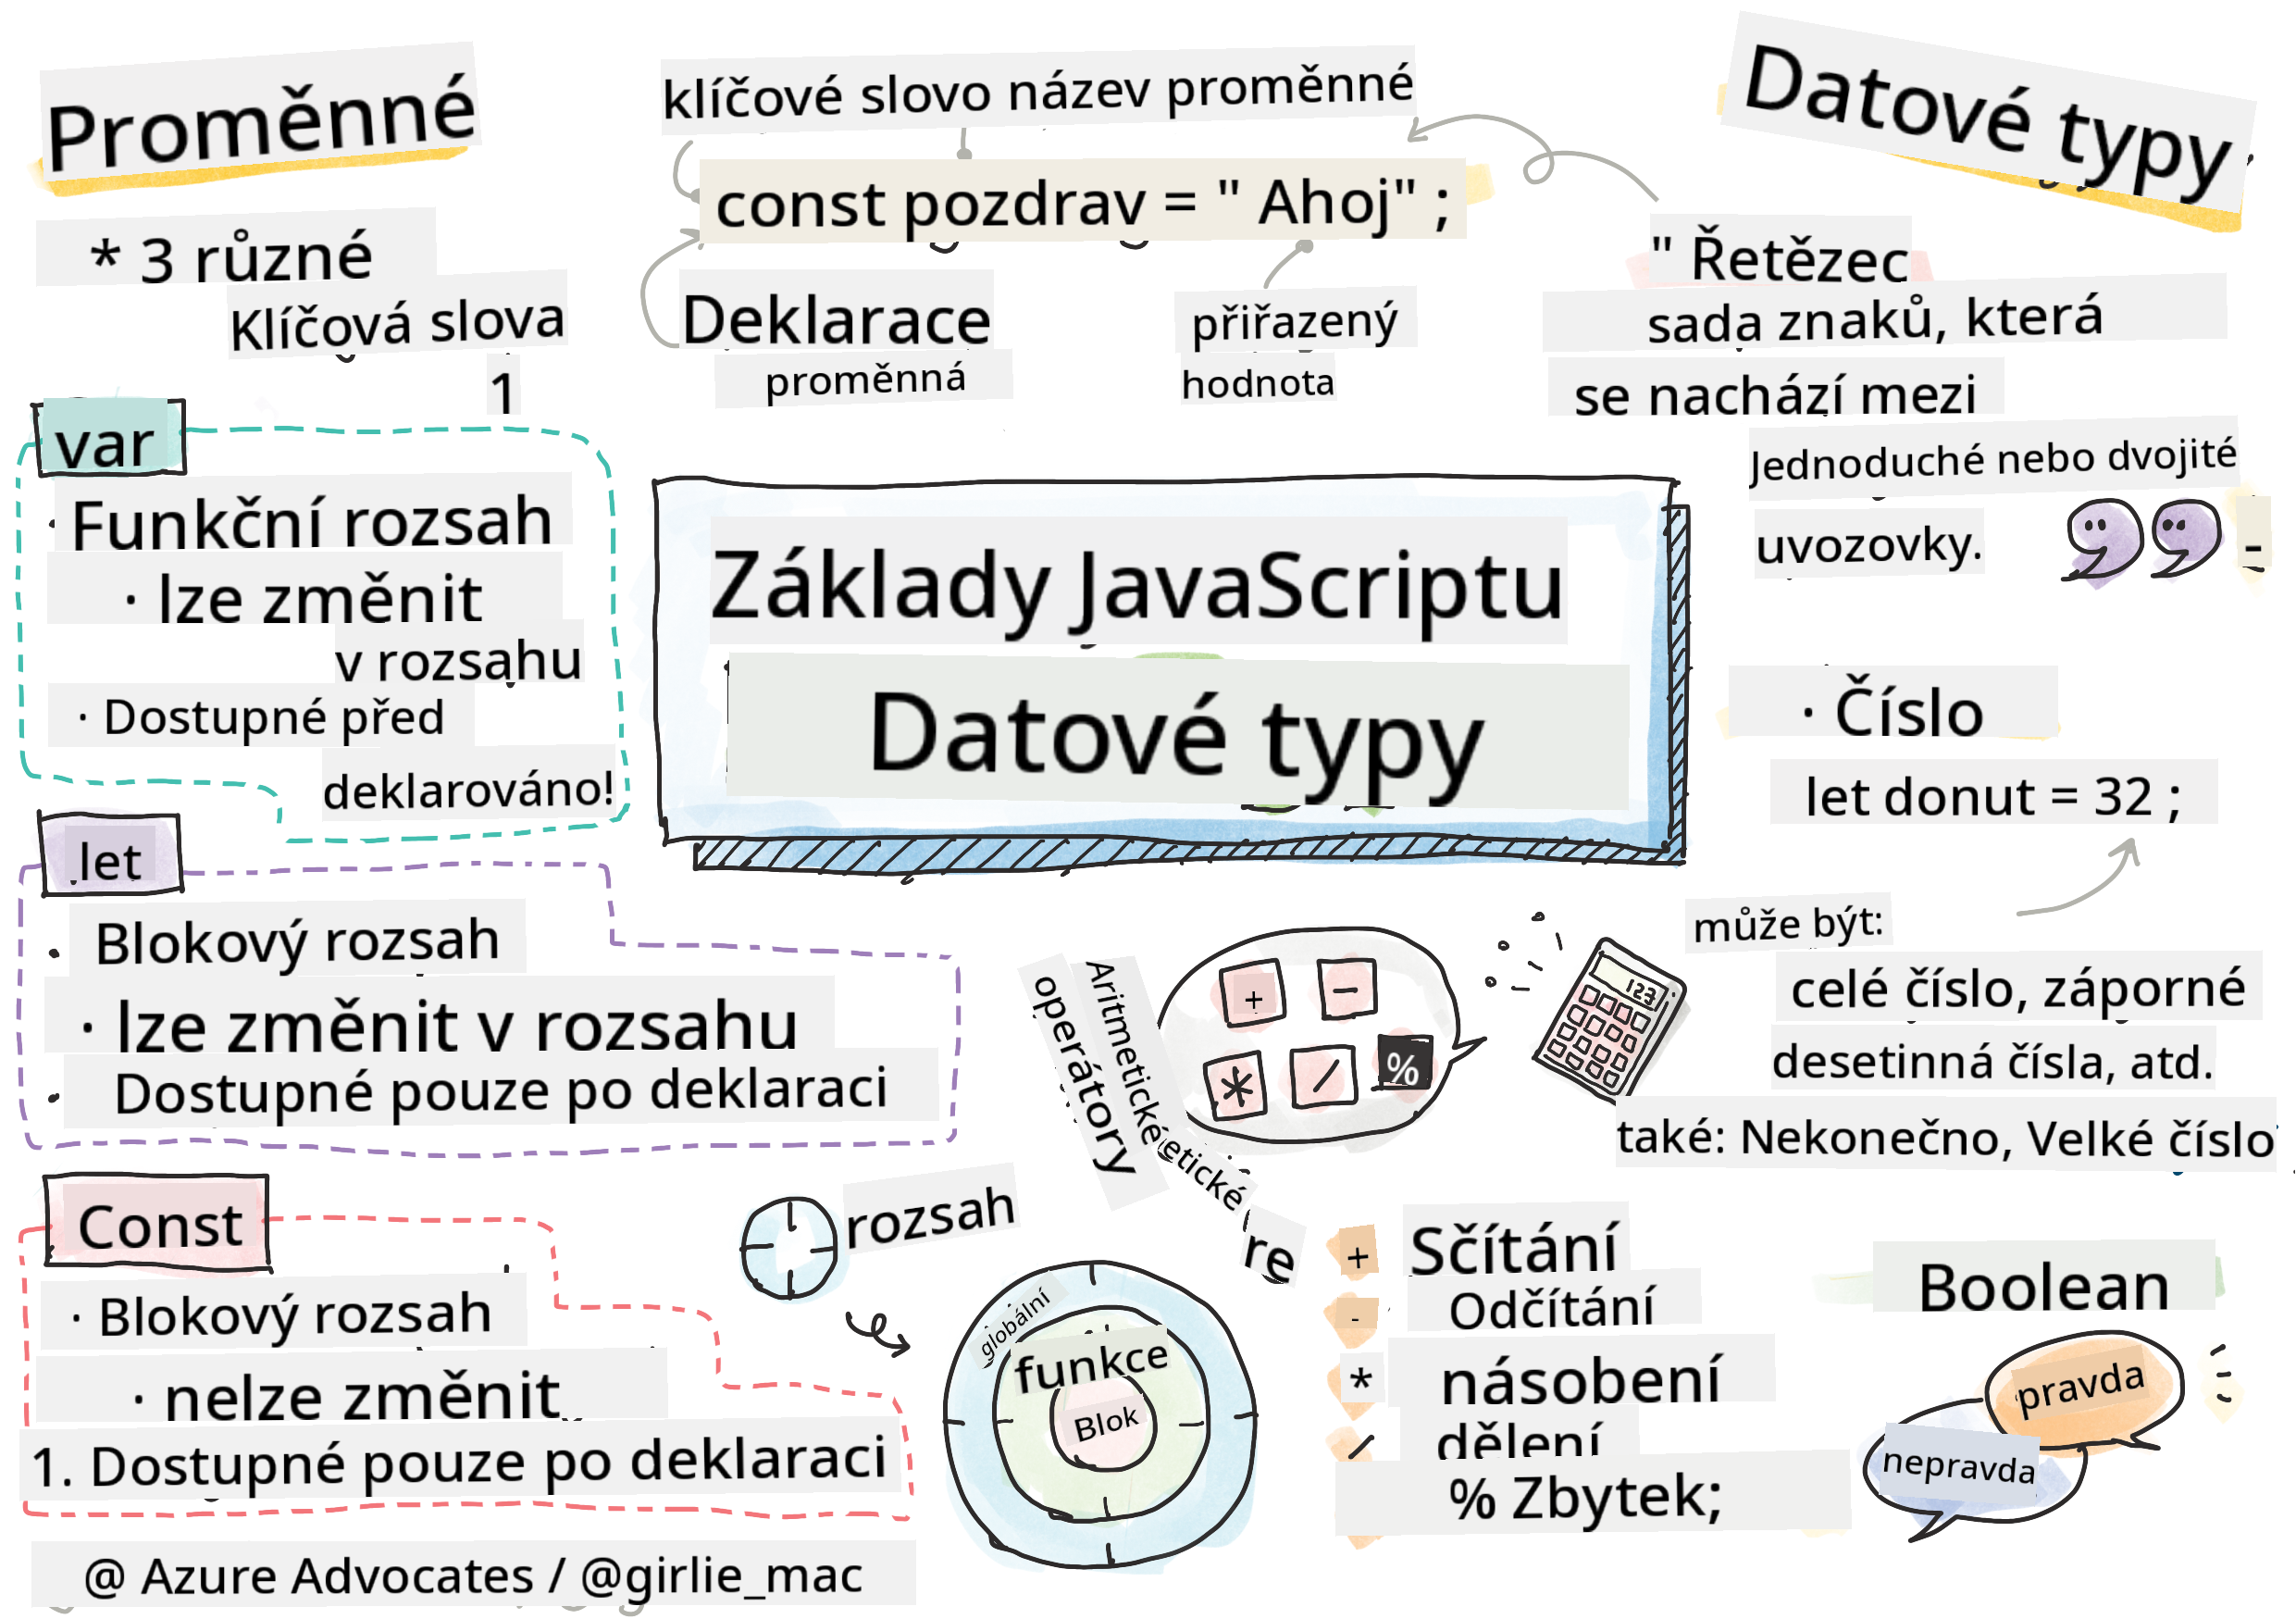 Proměnné
* 3 různé
Klíčová slova
1
var
Funkční rozsah
· lze změnit
v rozsahu
· Dostupné před
deklarováno!
let
Blokový rozsah
· lze změnit v rozsahu
Dostupné pouze po deklaraci
Const
· Blokový rozsah
· nelze změnit
1. Dostupné pouze po deklaraci
@ Azure Advocates / @girlie_mac
klíčové slovo název proměnné
const pozdrav = " Ahoj" ;
Deklarace
proměnná
přiřazený
hodnota
Základy JavaScriptu
Datové typy
rozsah
globální
funkce
Blok
Aritmetické
operátory
etické
re
+
−
*
/
%
123
+ Sčítání
- Odčítání
* násobení
/ dělení
% Zbytek;
Datové typy
" Řetězec
sada znaků, která
se nachází mezi
Jednoduché nebo dvojité
uvozovky.
-
· Číslo
let donut = 32 ;
může být:
celé číslo, záporné
desetinná čísla, atd.
také: Nekonečno, Velké číslo
Boolean
pravda
nepravda